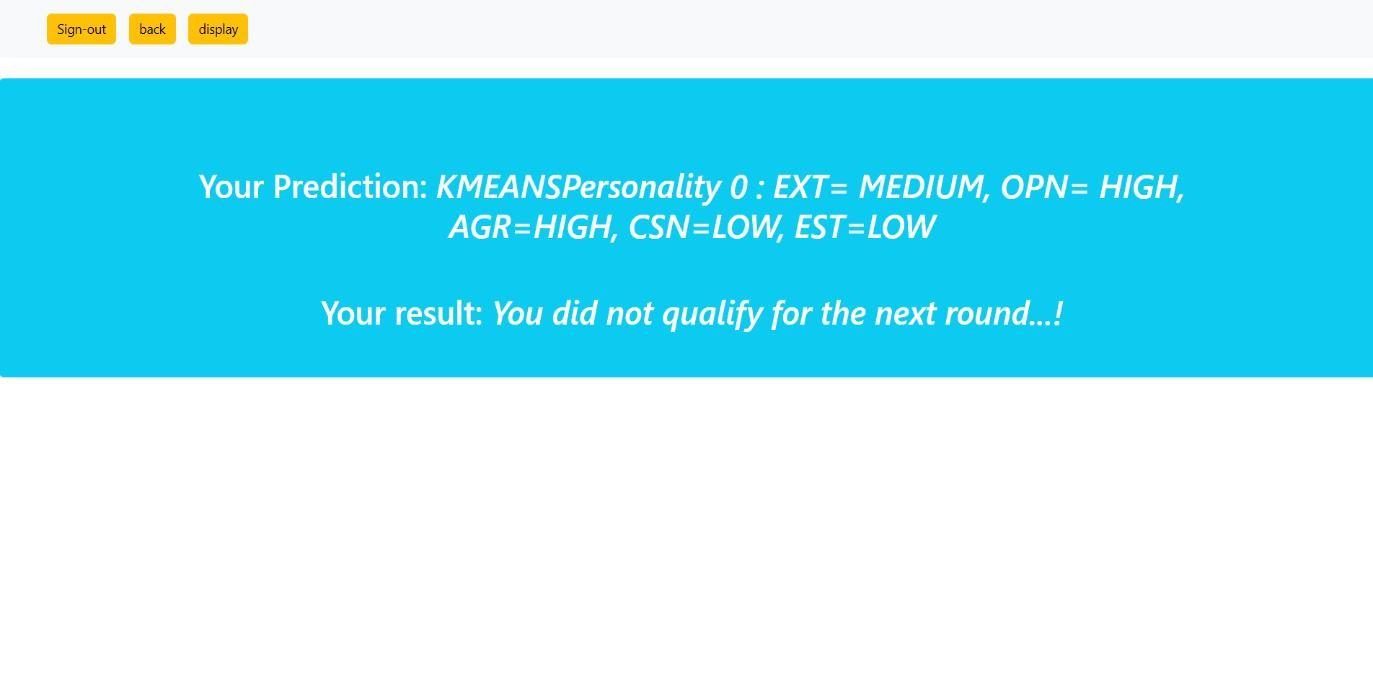 Sign-out back display
Your Prediction: KMEANSPersonality 0 : EXT= MEDIUM, OPN= HIGH,
AGR=HIGH, CSN=LOW, EST=LOW
Your result: You did not qualify for the next round...!